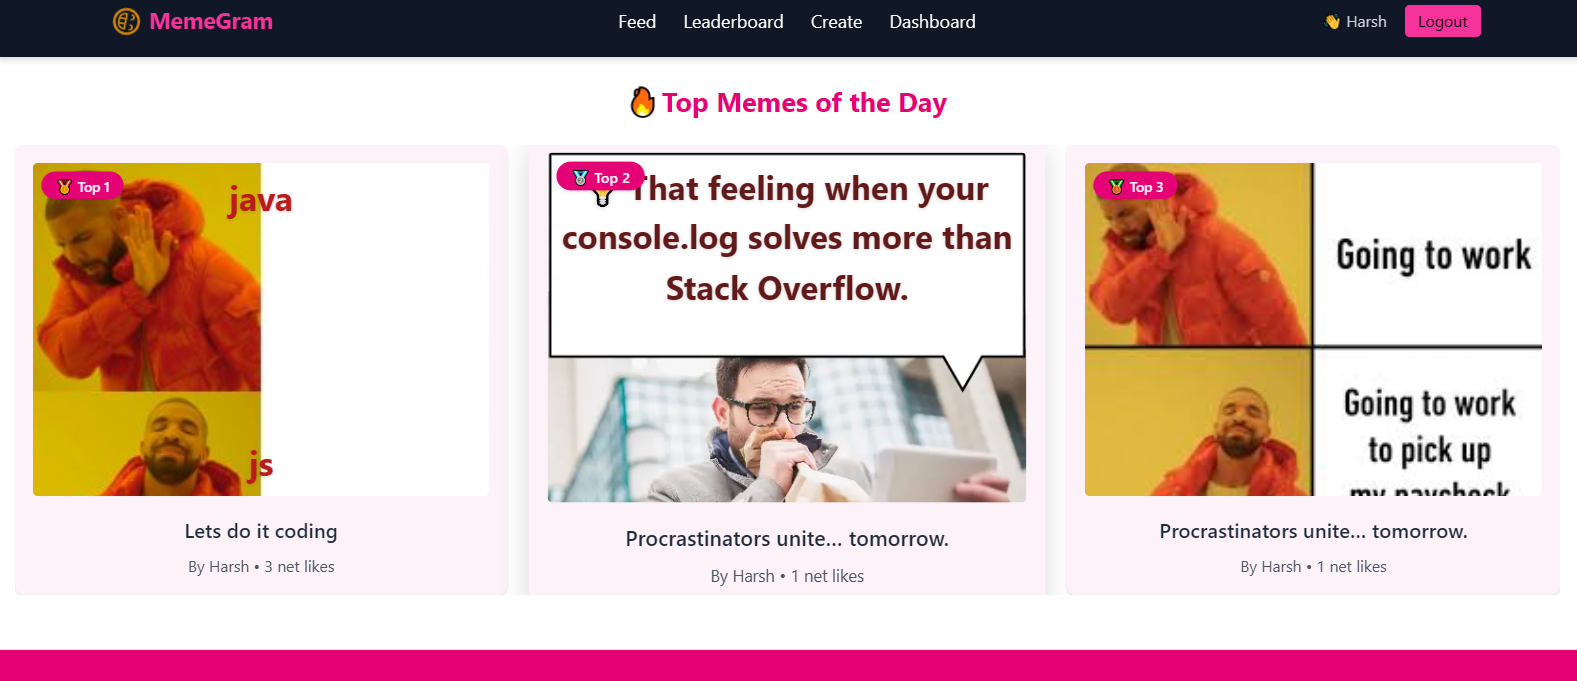 MemeGram
Feed Leaderboard Create Dashboard
👋 Harsh
Logout
🔥Top Memes of the Day
🥇 Top 1
java
js
Lets do it coding
By Harsh • 3 net likes
🥈 Top 2
That feeling when your
console.log solves more than
Stack Overflow.
Procrastinators unite... tomorrow.
By Harsh • 1 net likes
🥉 Top 3
Going to work
Going to work
to pick up
my paycheck
Procrastinators unite... tomorrow.
By Harsh • 1 net likes